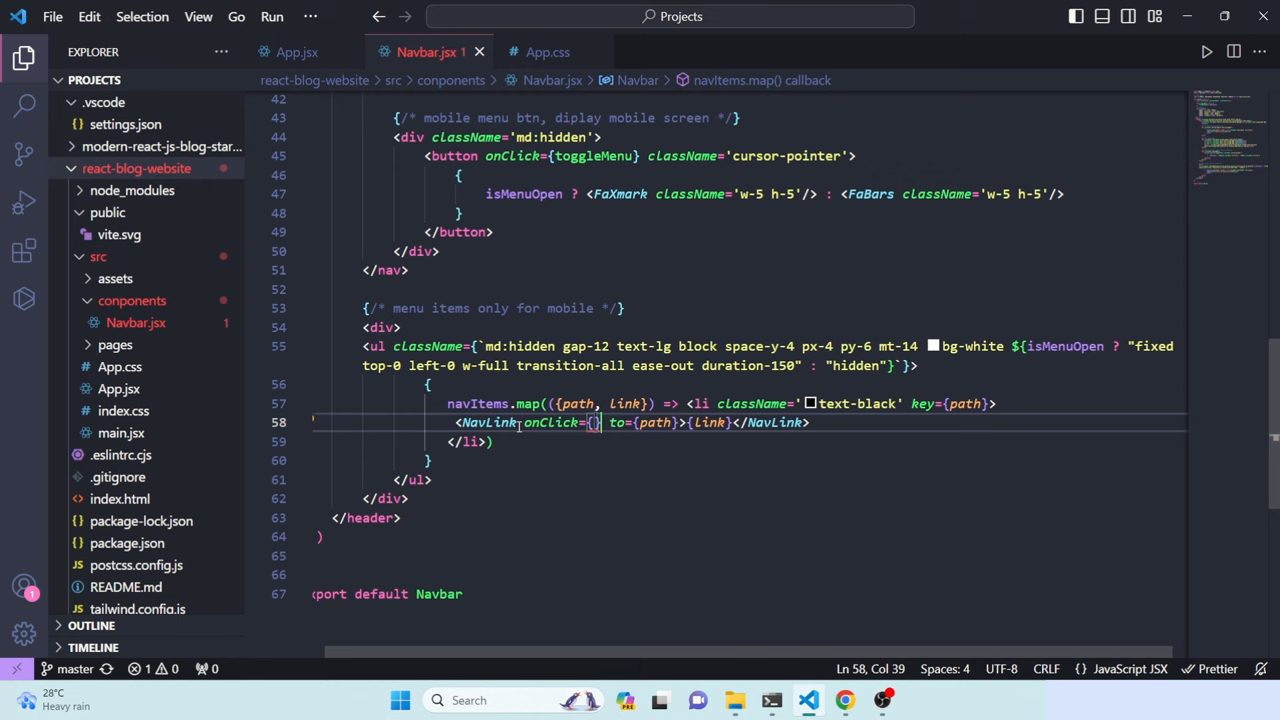 File Edit Selection View Go Run ··· Projects
EXPLORER ···
App.jsx Navbar.jsx 1 App.css
PROJECTS
react-blog-website > src > conponents > Navbar.jsx > Navbar > navItems.map() callback
.vscode
settings.json
modern-react-js-blog-star...
react-blog-website
node_modules
public
vite.svg
src
assets
conponents
Navbar.jsx 1
pages
App.css
App.jsx
index.css
main.jsx
.eslintrc.cjs
.gitignore
index.html
package-lock.json
package.json
postcss.config.js
README.md
tailwind.config.js
OUTLINE
TIMELINE
42
43 {/* mobile menu btn, diplay mobile screen */}
44 <div className='md:hidden'>
45 <button onClick={toggleMenu} className='cursor-pointer'>
46 {
47 isMenuOpen ? <FaXmark className='w-5 h-5'/> : <FaBars className='w-5 h-5'/>
48 }
49 </button>
50 </div>
51 </nav>
52
53 {/* menu items only for mobile */}
54 <div>
55 <ul className={`md:hidden gap-12 text-lg block space-y-4 px-4 py-6 mt-14 bg-white ${isMenuOpen ? "fixed
top-0 left-0 w-full transition-all ease-out duration-150" : "hidden"}`}>
56 {
57 navItems.map(({path, link}) => <li className='text-black' key={path}>
58 <NavLink onClick={} to={path}>{link}</NavLink>
59 </li>)
60 }
61 </ul>
62 </div>
63 </header>
64 )
65
66
67 xport default Navbar
1
master 1 0 0 Ln 58, Col 39 Spaces: 4 UTF-8 CRLF {} JavaScript JSX Prettier
28°C
Heavy rain
Search
PRE